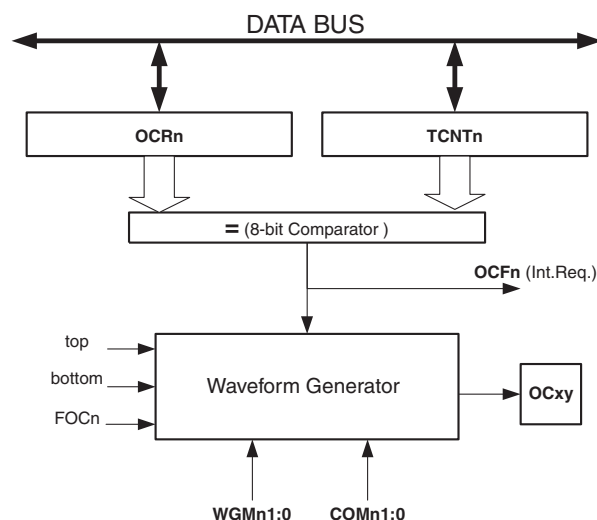 DATA BUS
OCRn
TCNTn
= (8-bit Comparator )
OCFn (Int.Req.)
top
bottom
FOCn
Waveform Generator
OCxy
WGMn1:0
COMn1:0